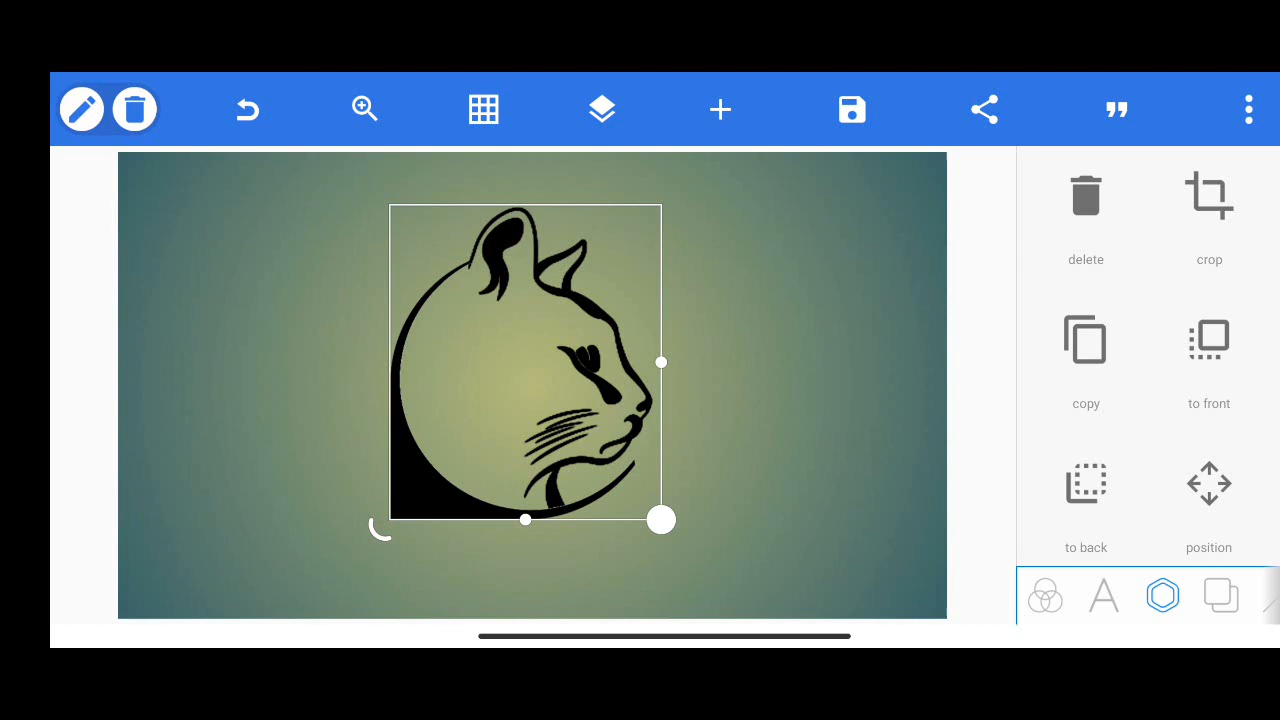 delete
crop
copy
to front
to back
position